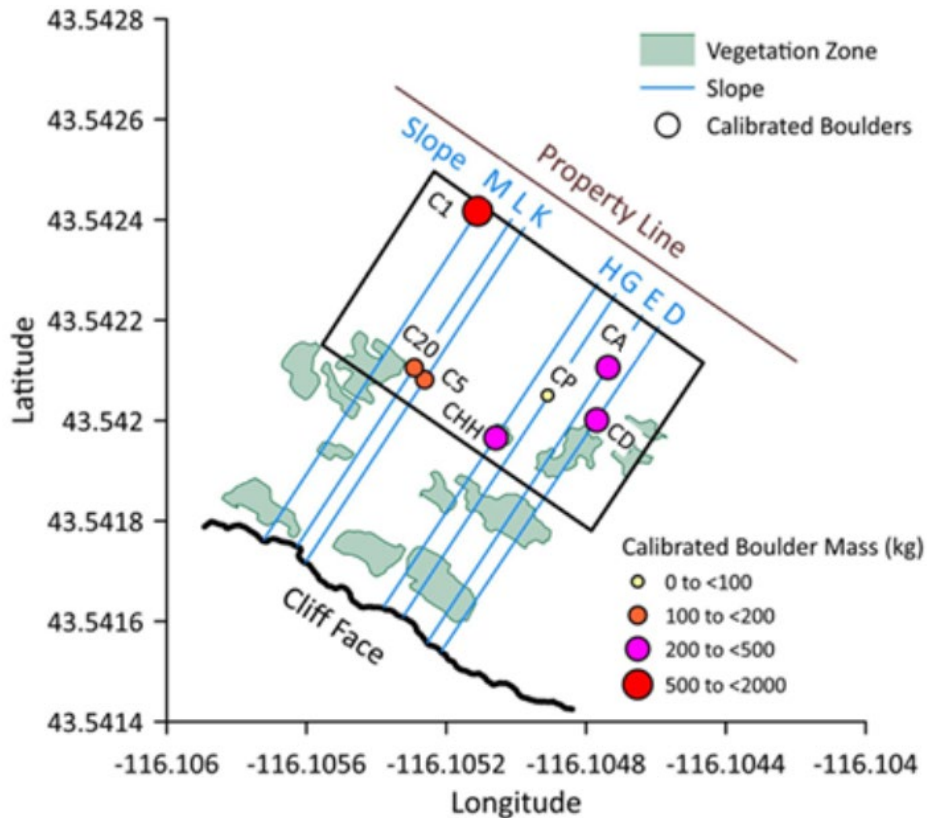 43.5428
43.5426
43.5424
43.5422
43.542
43.5418
43.5416
43.5414
Latitude
Vegetation Zone
Slope
Calibrated Boulders
Property Line
Slope M L K
H G E D
C1
C20
C5
CHH
CP
CA
CD
Cliff Face
Calibrated Boulder Mass (kg)
0 to <100
100 to <200
200 to <500
500 to <2000
-116.106 -116.1056 -116.1052 -116.1048 -116.1044 -116.104
Longitude